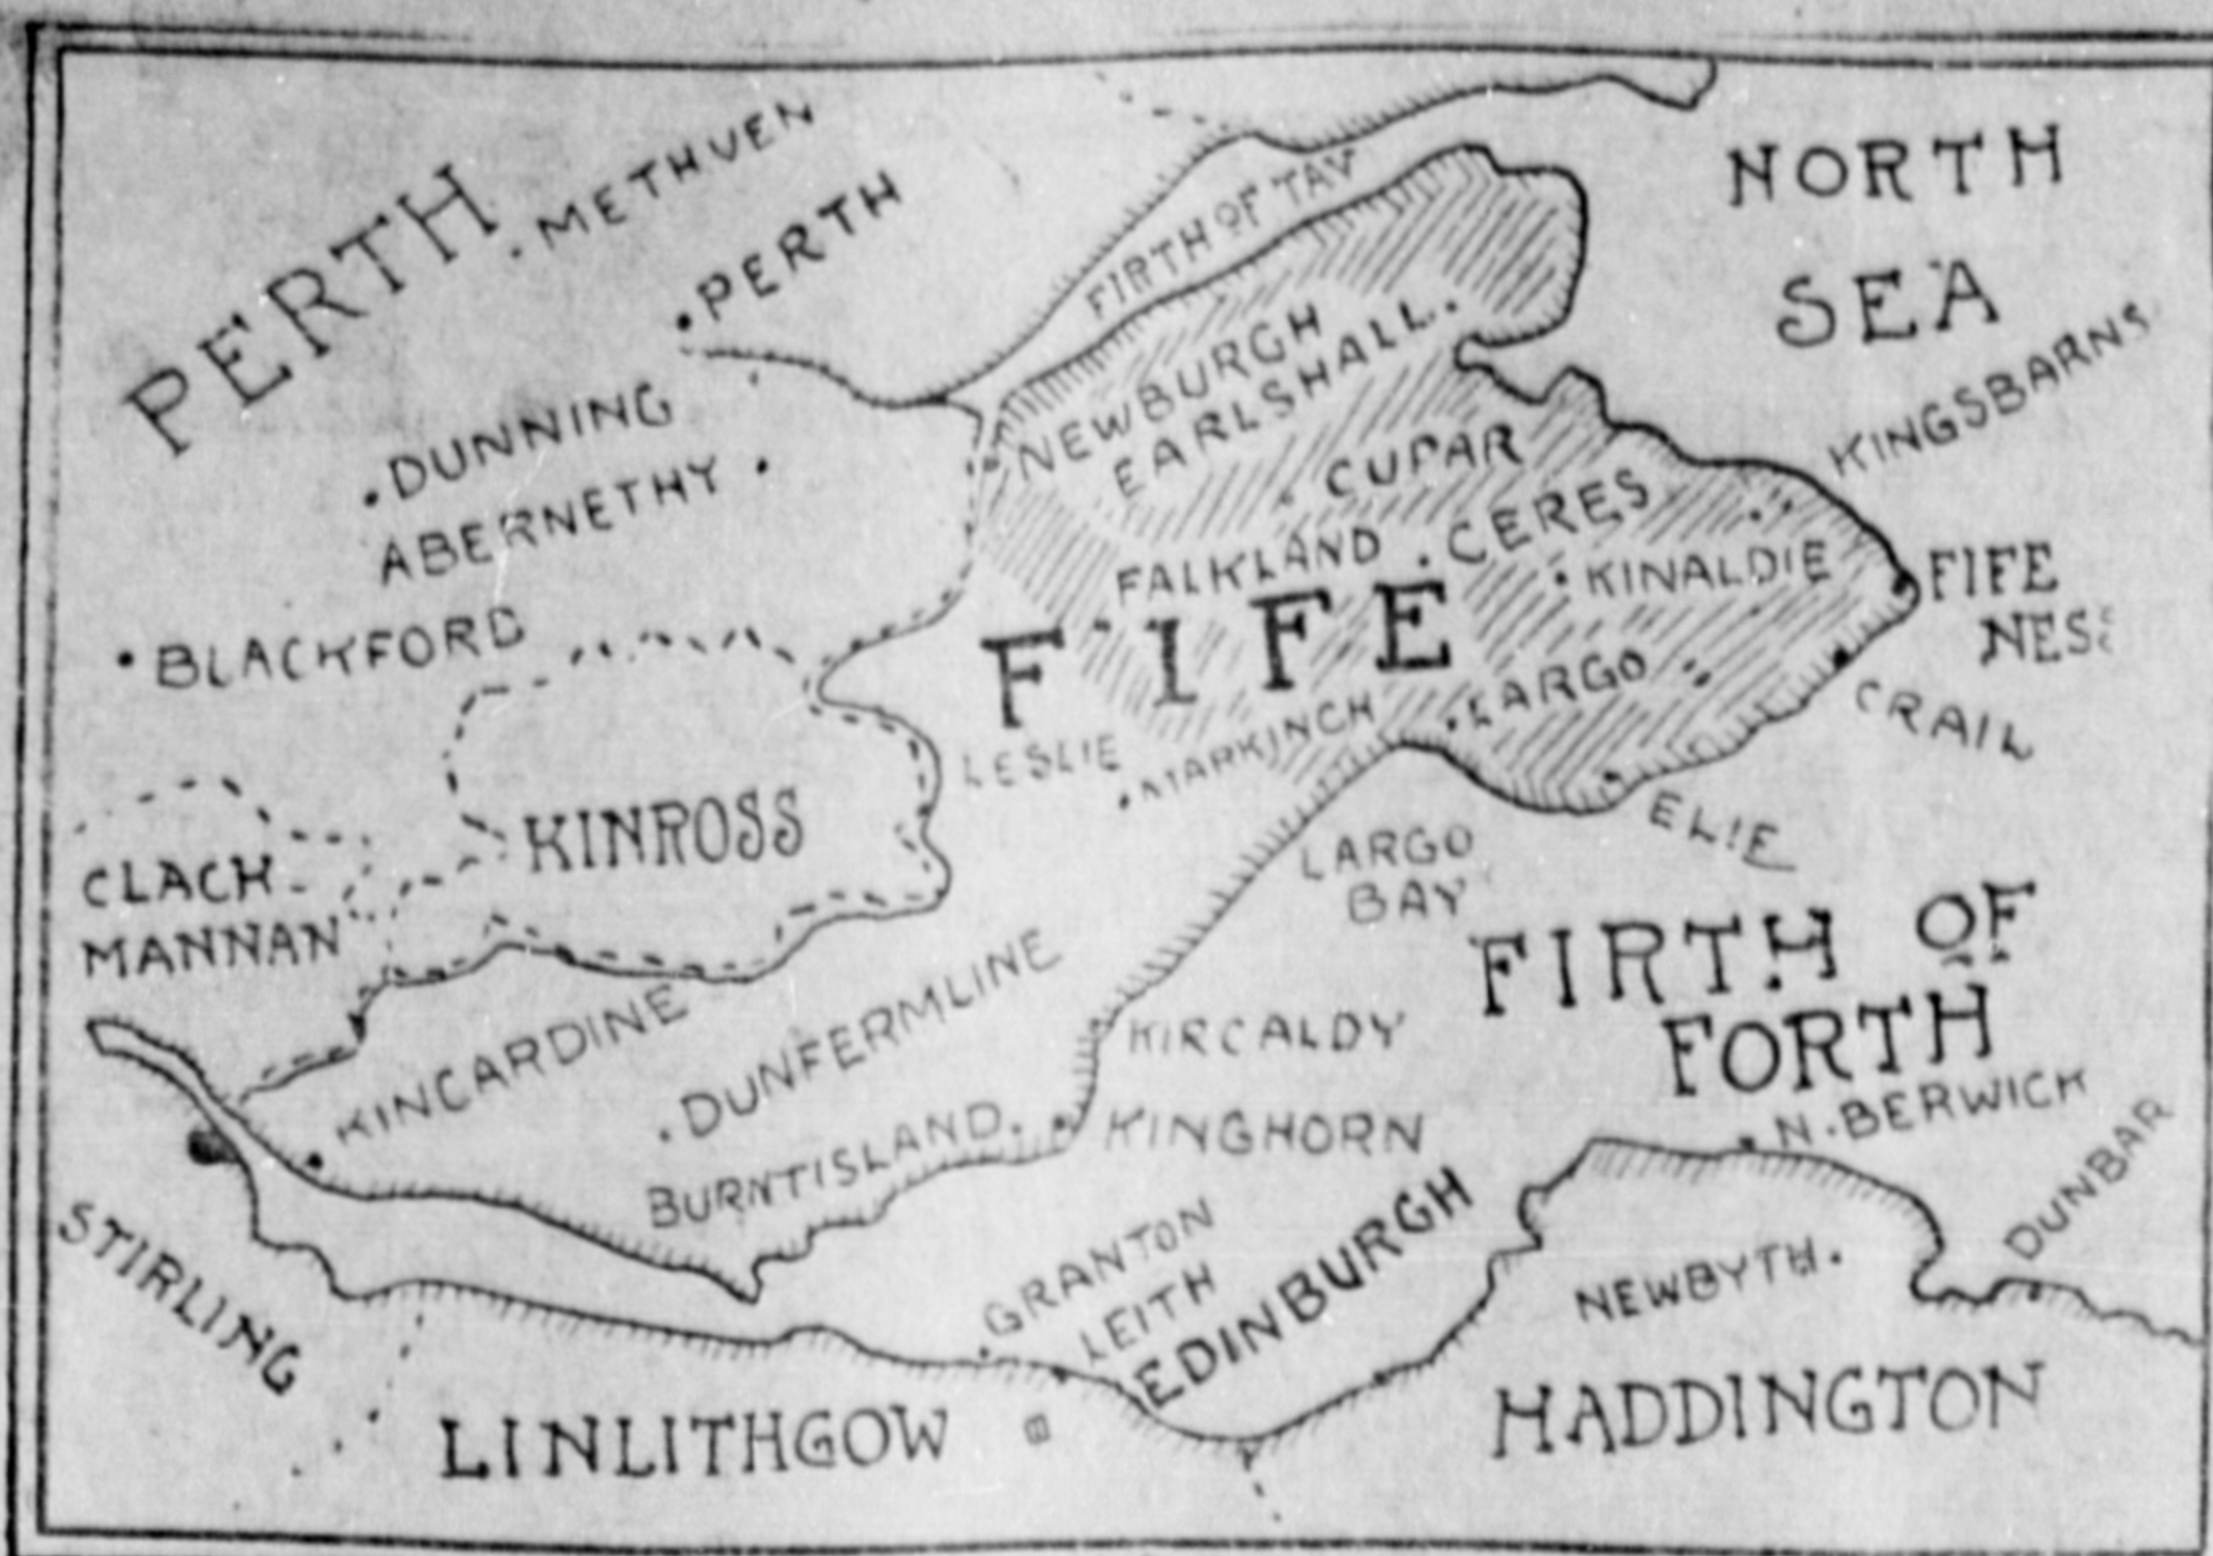 PERTH
. METHVEN
. PERTH
FIRTH OF TAY
NORTH
SEA
NEWBURGH
EARLSHALL.
KINGSBARNS
. DUNNING
ABERNETHY .
. CUPAR
. CERES
FALKLAND
. KINALDIE
FIFE
NESS
. BLACKFORD
FIFE
. LARGO
CRAIL
LESLIE
. MARKINCH
ELIE
KINROSS
LARGO
BAY
CLACH-
MANNAN
FIRTH OF
FORTH
KINCARDINE
. DUNFERMLINE
KIRCALDY
BURNTISLAND.
KINGHORN
N. BERWICK
DUNBAR
STIRLING
GRANTON
LEITH
EDINBURGH
NEWBYTH.
LINLITHGOW
HADDINGTON